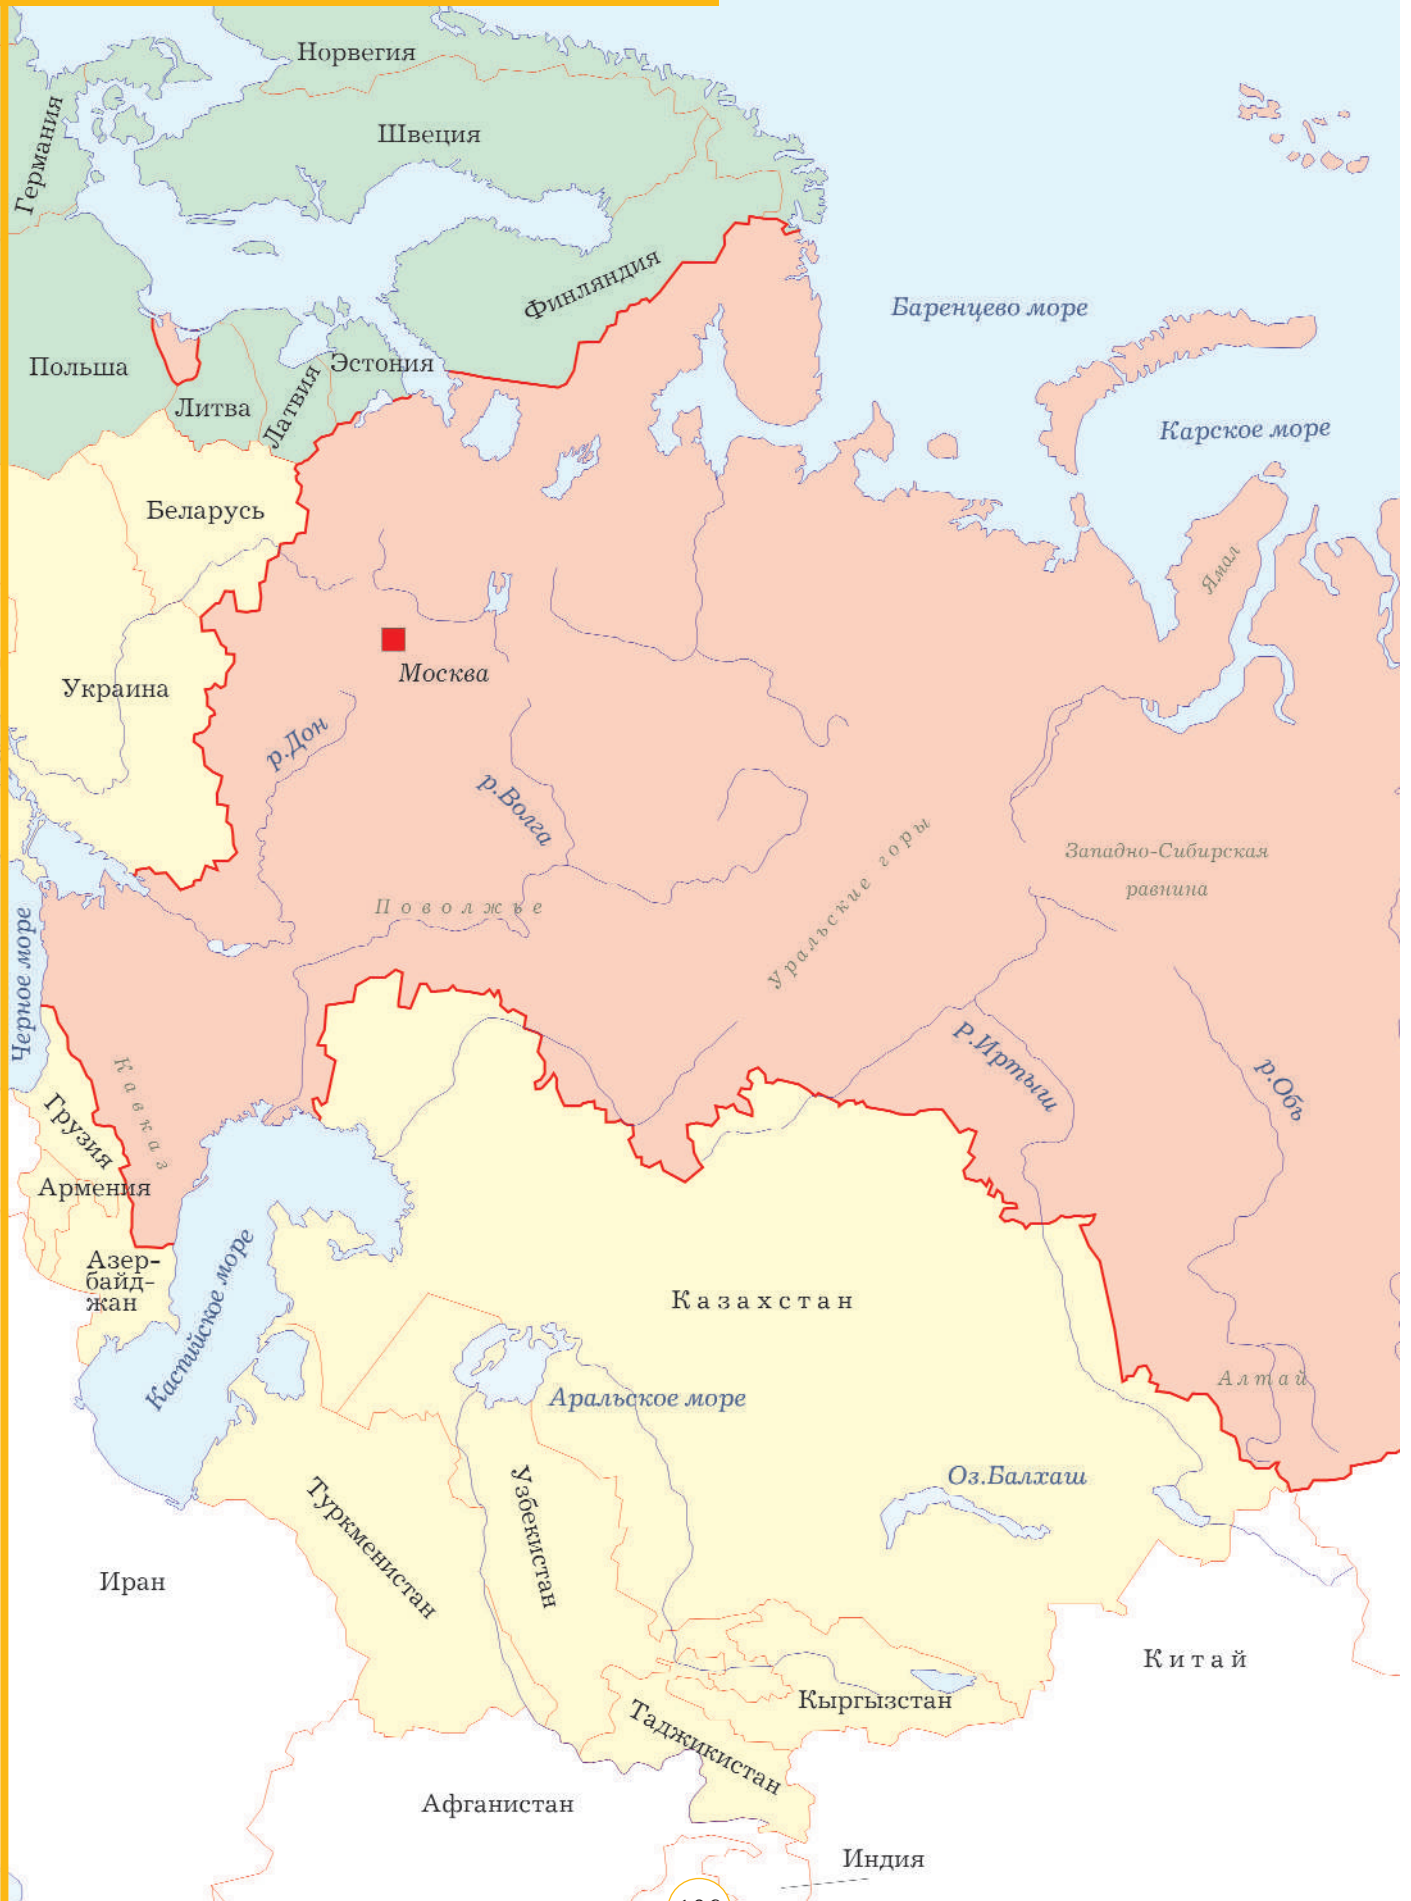 Норвегия
Швеция
Германия
Финляндия
Баренцево море
Польша
Эстония
Литва
Латвия
Карское море
Беларусь
Ямал
Москва
Украина
р.Дон
р.Волга
Уральские горы
Западно-Сибирская
равнина
Поволжье
Черное море
Р.Иртыш
р.Обь
Кавказ
Грузия
Армения
Азер-
байд-
жан
Каспийское море
Казахстан
Алтай
Аральское море
Оз.Балхаш
Туркменистан
Узбекистан
Иран
Китай
Кыргызстан
Таджикистан
Афганистан
Индия